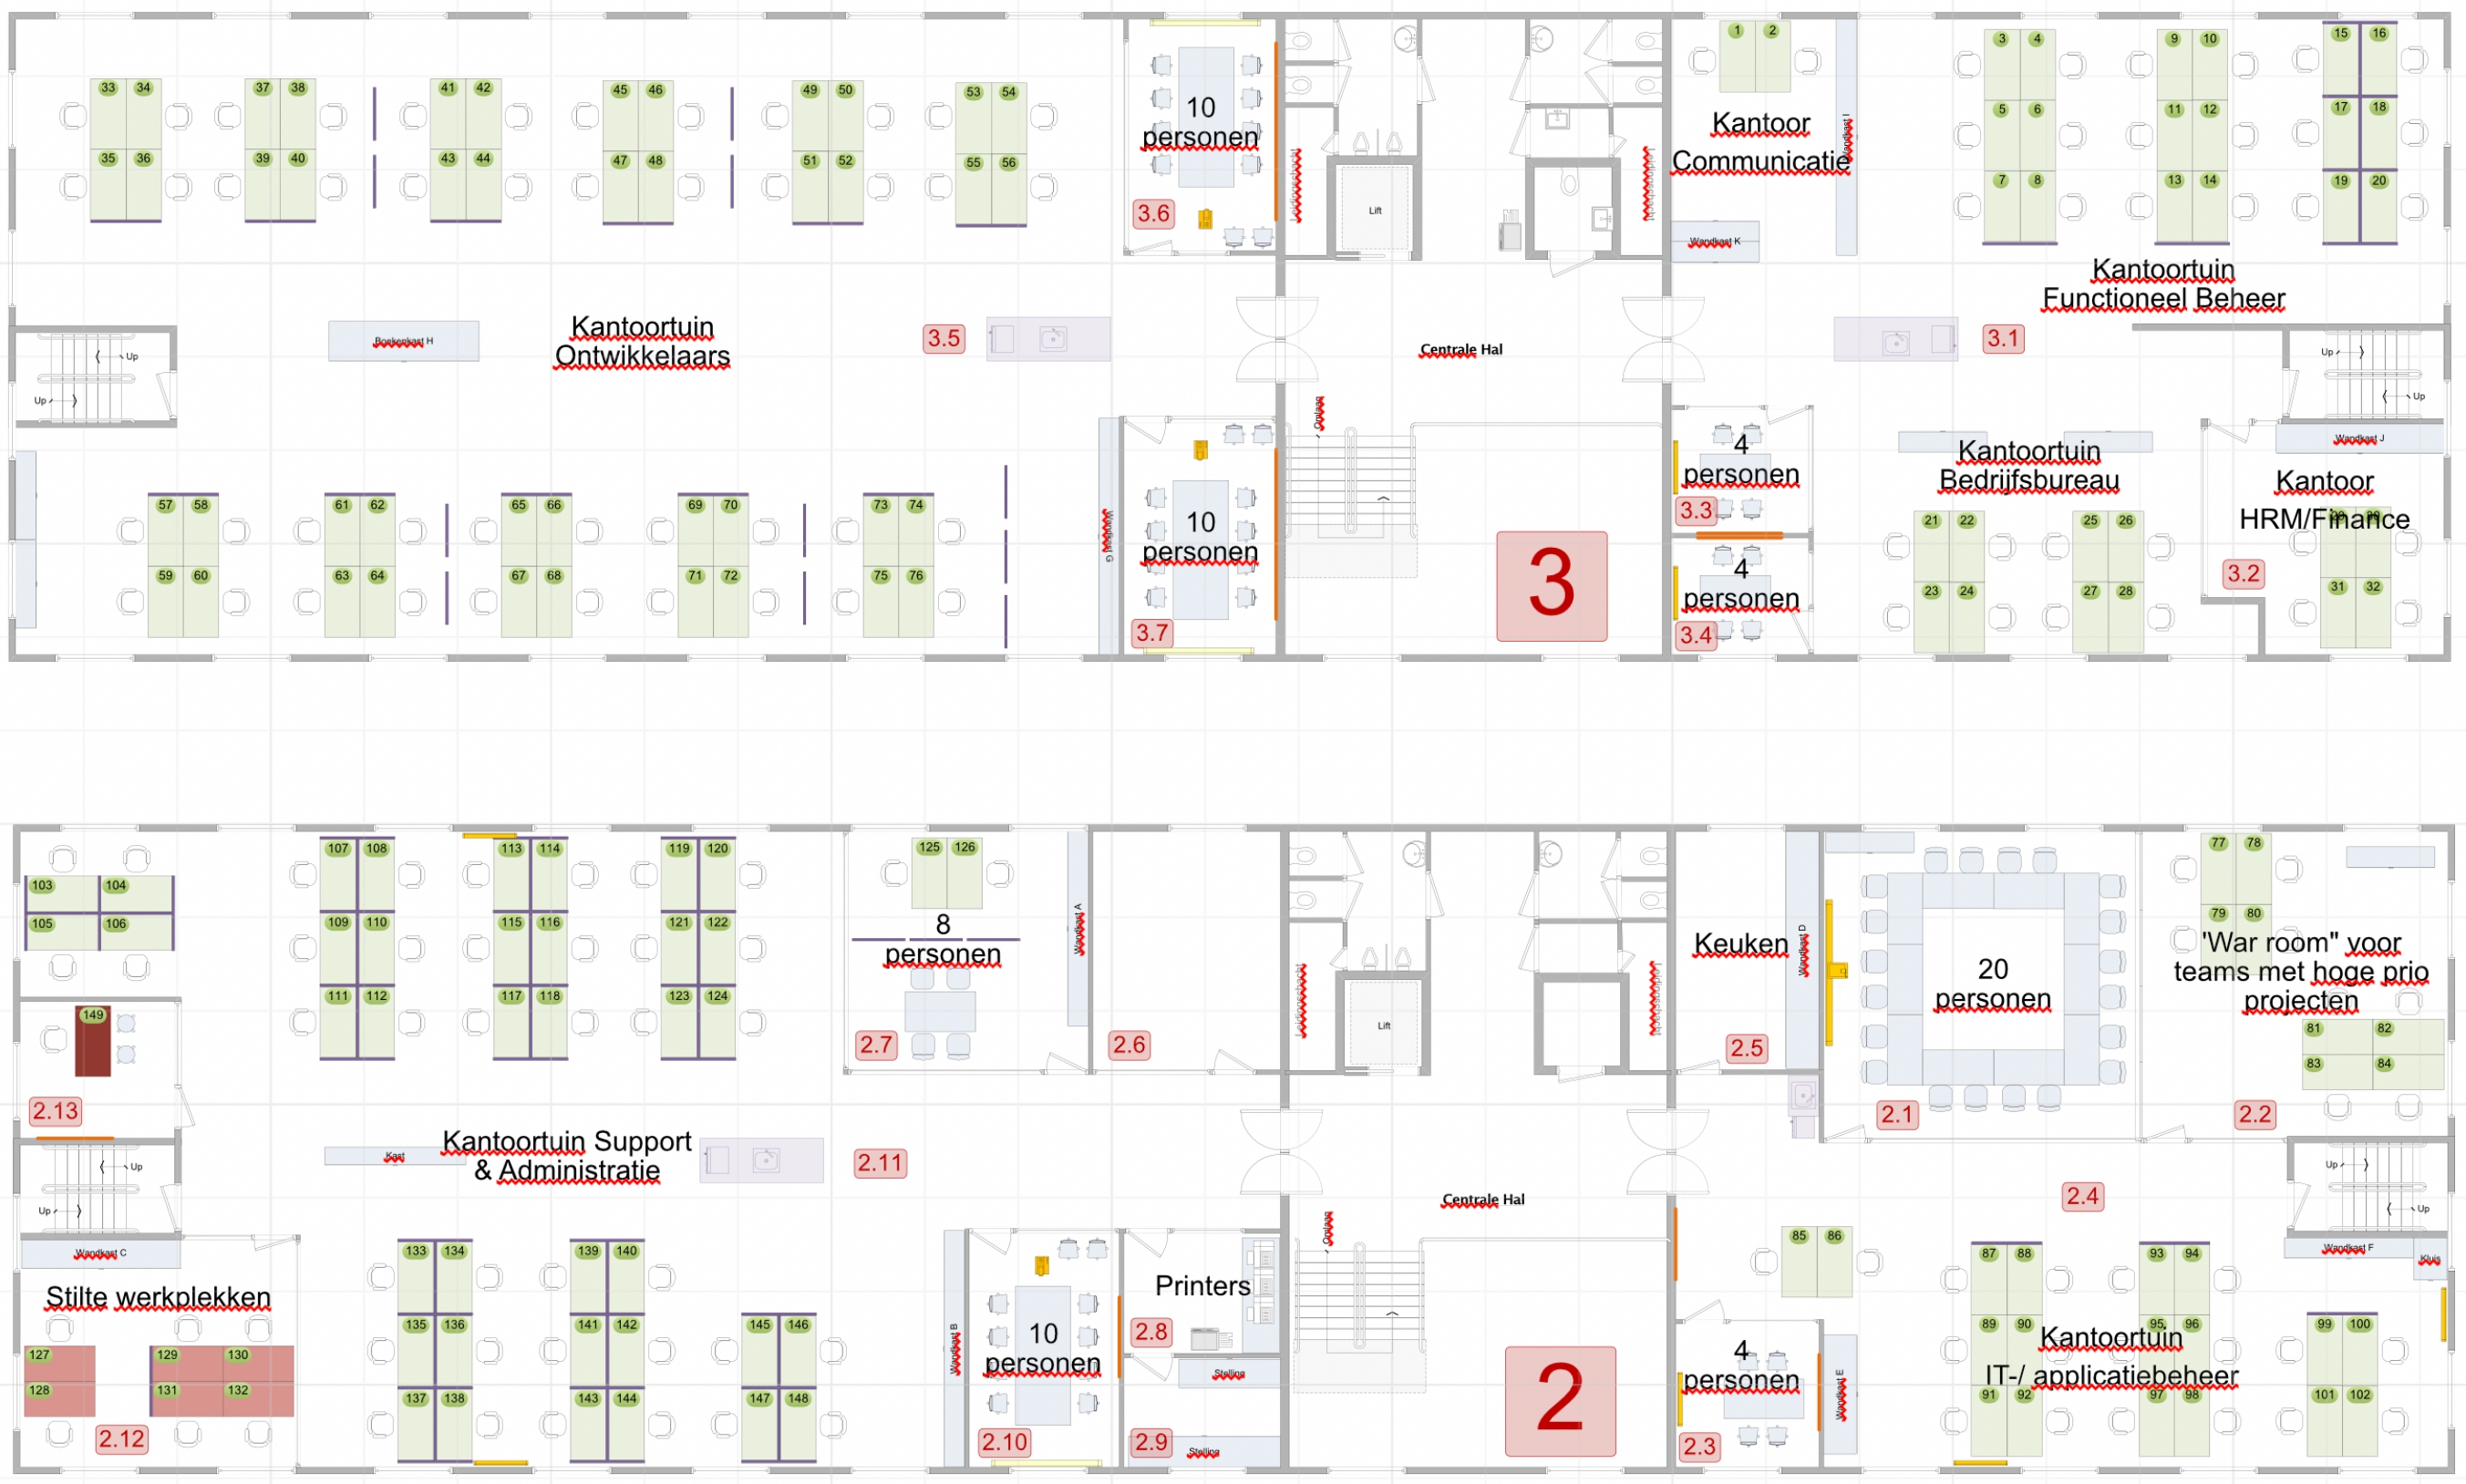 1 2
3 4
9 10
15 16
33 34
37 38
41 42
45 46
49 50
53 54
10
personen
5 6
11 12
17 18
Kantoor
Communicatie
Wandkast I
35 36
39 40
43 44
47 48
51 52
55 56
7 8
13 14
19 20
3.6
Leidingschacht
Lift
Leidingschacht
Wandkast K
Kantoortuin
Functioneel Beheer
Kantoortuin
Ontwikkelaars
Boekenkast H
3.5
Centrale Hal
3.1
Up
Up
Up
Up
Omlaag
Kantoortuin
Bedrijfsbureau
Wandkast J
Kantoor
HRM/Finance
4
personen
3.3
57 58
61 62
65 66
69 70
73 74
Wandkast G
10
personen
3
21 22
25 26
29 30
59 60
63 64
67 68
71 72
75 76
3.7
4
personen
3.4
23 24
27 28
3.2
31 32
103 104
105 106
107 108
113 114
119 120
125 126
109 110
115 116
121 122
8
personen
Wandkast A
111 112
117 118
123 124
149
2.13
2.7
2.6
Leidingschacht
Lift
Leidingschacht
Keuken
Wandkast D
2.5
20
personen
2.1
77 78
79 80
'War room" voor
teams met hoge prio
projecten
81 82
83 84
2.2
Up
Up
Kast
Kantoortuin Support
& Administratie
2.11
Centrale Hal
Omlaag
2.4
Up
Up
Wandkast C
Stilte werkplekken
127
128
129 130
131 132
2.12
133 134
139 140
135 136
141 142
145 146
137 138
143 144
147 148
Wandkast B
10
personen
2.10
Printers
2.8
Stelling
2.9
Stelling
2
85 86
4
personen
2.3
Wandkast E
87 88
93 94
89 90
95 96
99 100
Kantoortuin
IT-/ applicatiebeheer
91 92
97 98
101 102
Wandkast F
Kluis